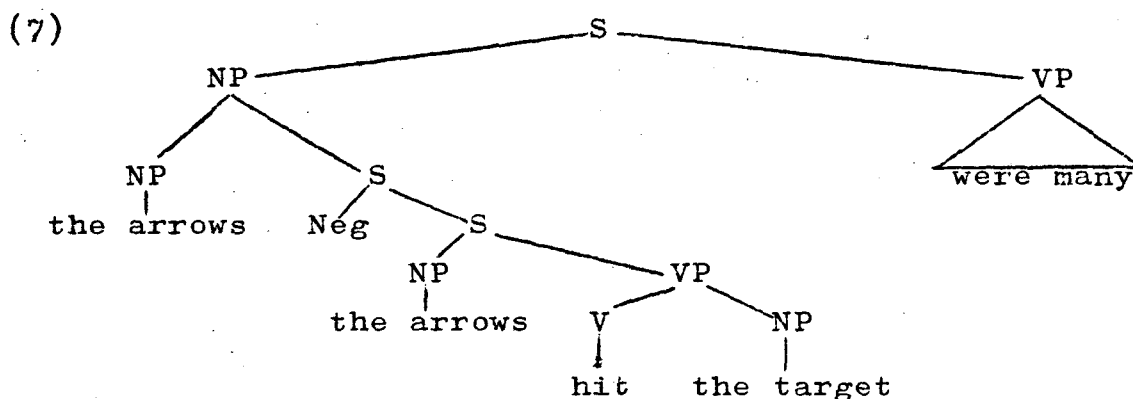 (7) S
NP VP
NP S were many
the arrows Neg S
NP VP
the arrows V NP
hit the target